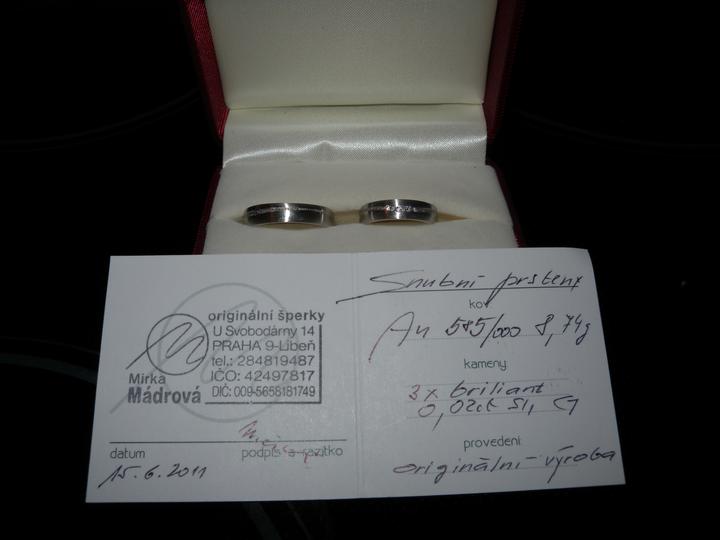 originální šperky
U Svobodárny 14
PRAHA 9-Libeň
tel.: 284819487
IČO: 42497817
DIČ: 009-5658181749
Mirka
Mádrová
datum
podpis a razítko
15.6.2011
Snubní prsteny
kov
Au 585/000 8,74g
kameny:
3x briliant
0,02ct SI, G
provedení:
originální výroba